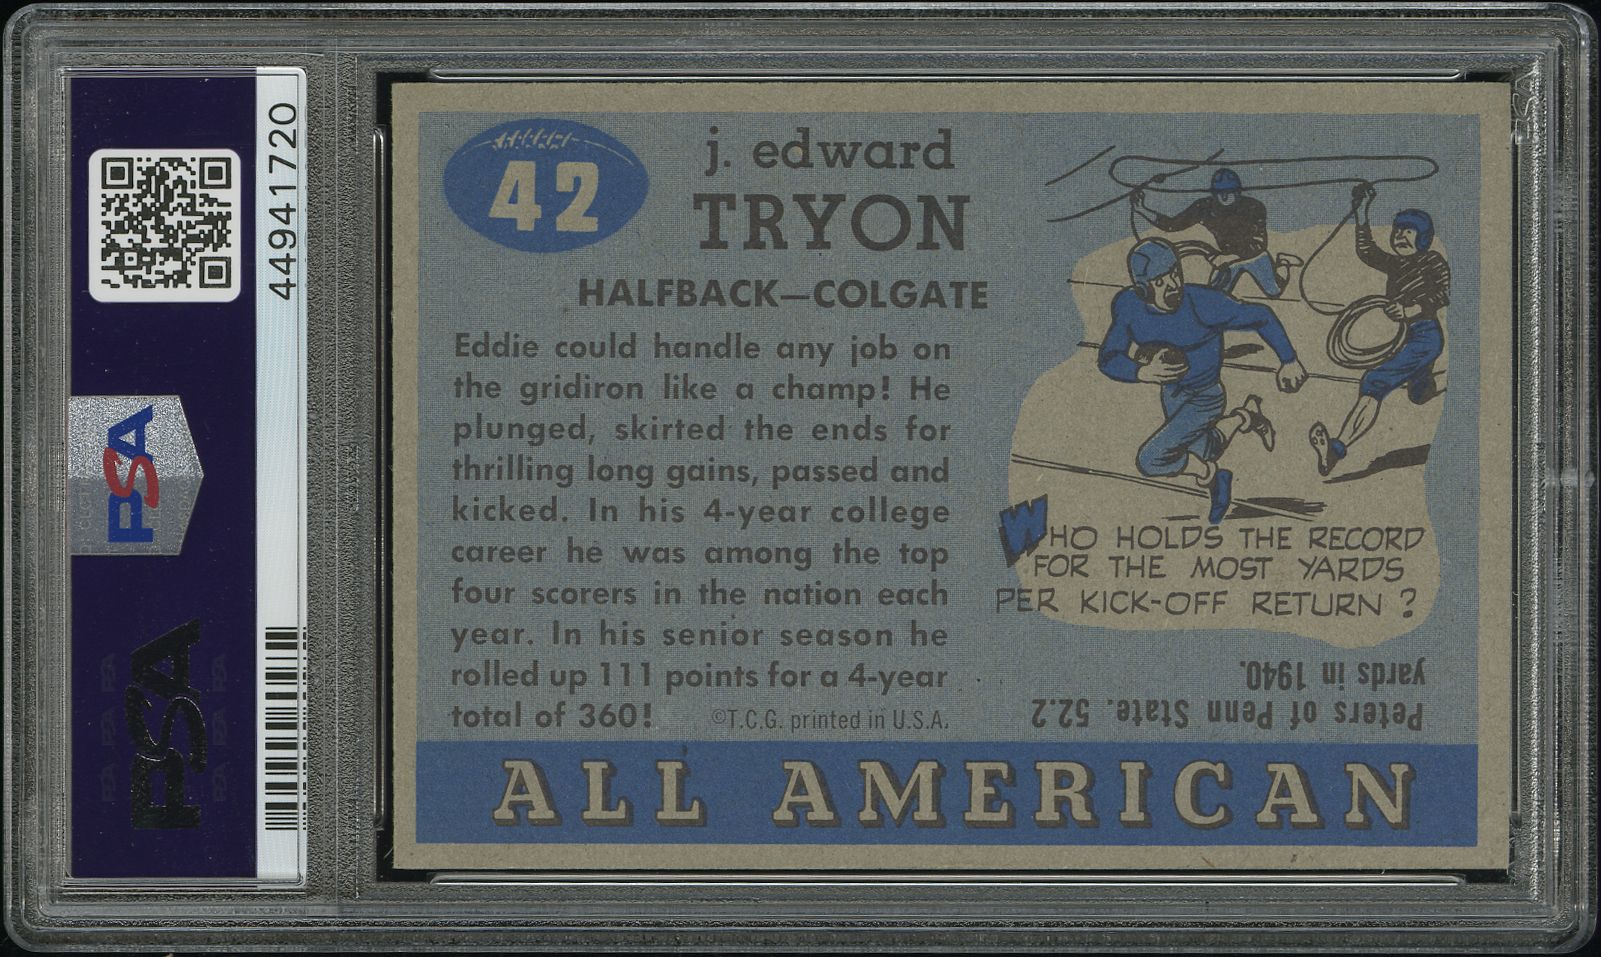 44941720
PSA
PSA
42
j. edward
TRYON
HALFBACK—COLGATE
Eddie could handle any job on
the gridiron like a champ! He
plunged, skirted the ends for
thrilling long gains, passed and
kicked. In his 4-year college
career he was among the top
four scorers in the nation each
year. In his senior season he
rolled up 111 points for a 4-year
total of 360!
©T.C.G. printed in U.S.A.
WHO HOLDS THE RECORD
FOR THE MOST YARDS
PER KICK-OFF RETURN ?
Peters of Penn State. 52.2
yards in 1940.
ALL AMERICAN